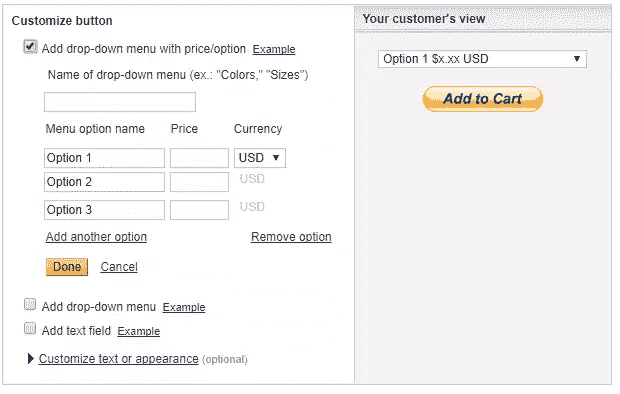 Customize button
Add drop-down menu with price/option Example
Name of drop-down menu (ex.: "Colors," "Sizes")
Menu option name Price Currency
Option 1 USD
Option 2 USD
Option 3 USD
Add another option Remove option
Done Cancel
Add drop-down menu Example
Add text field Example
Customize text or appearance (optional)
Your customer's view
Option 1 $x.xx USD
Add to Cart